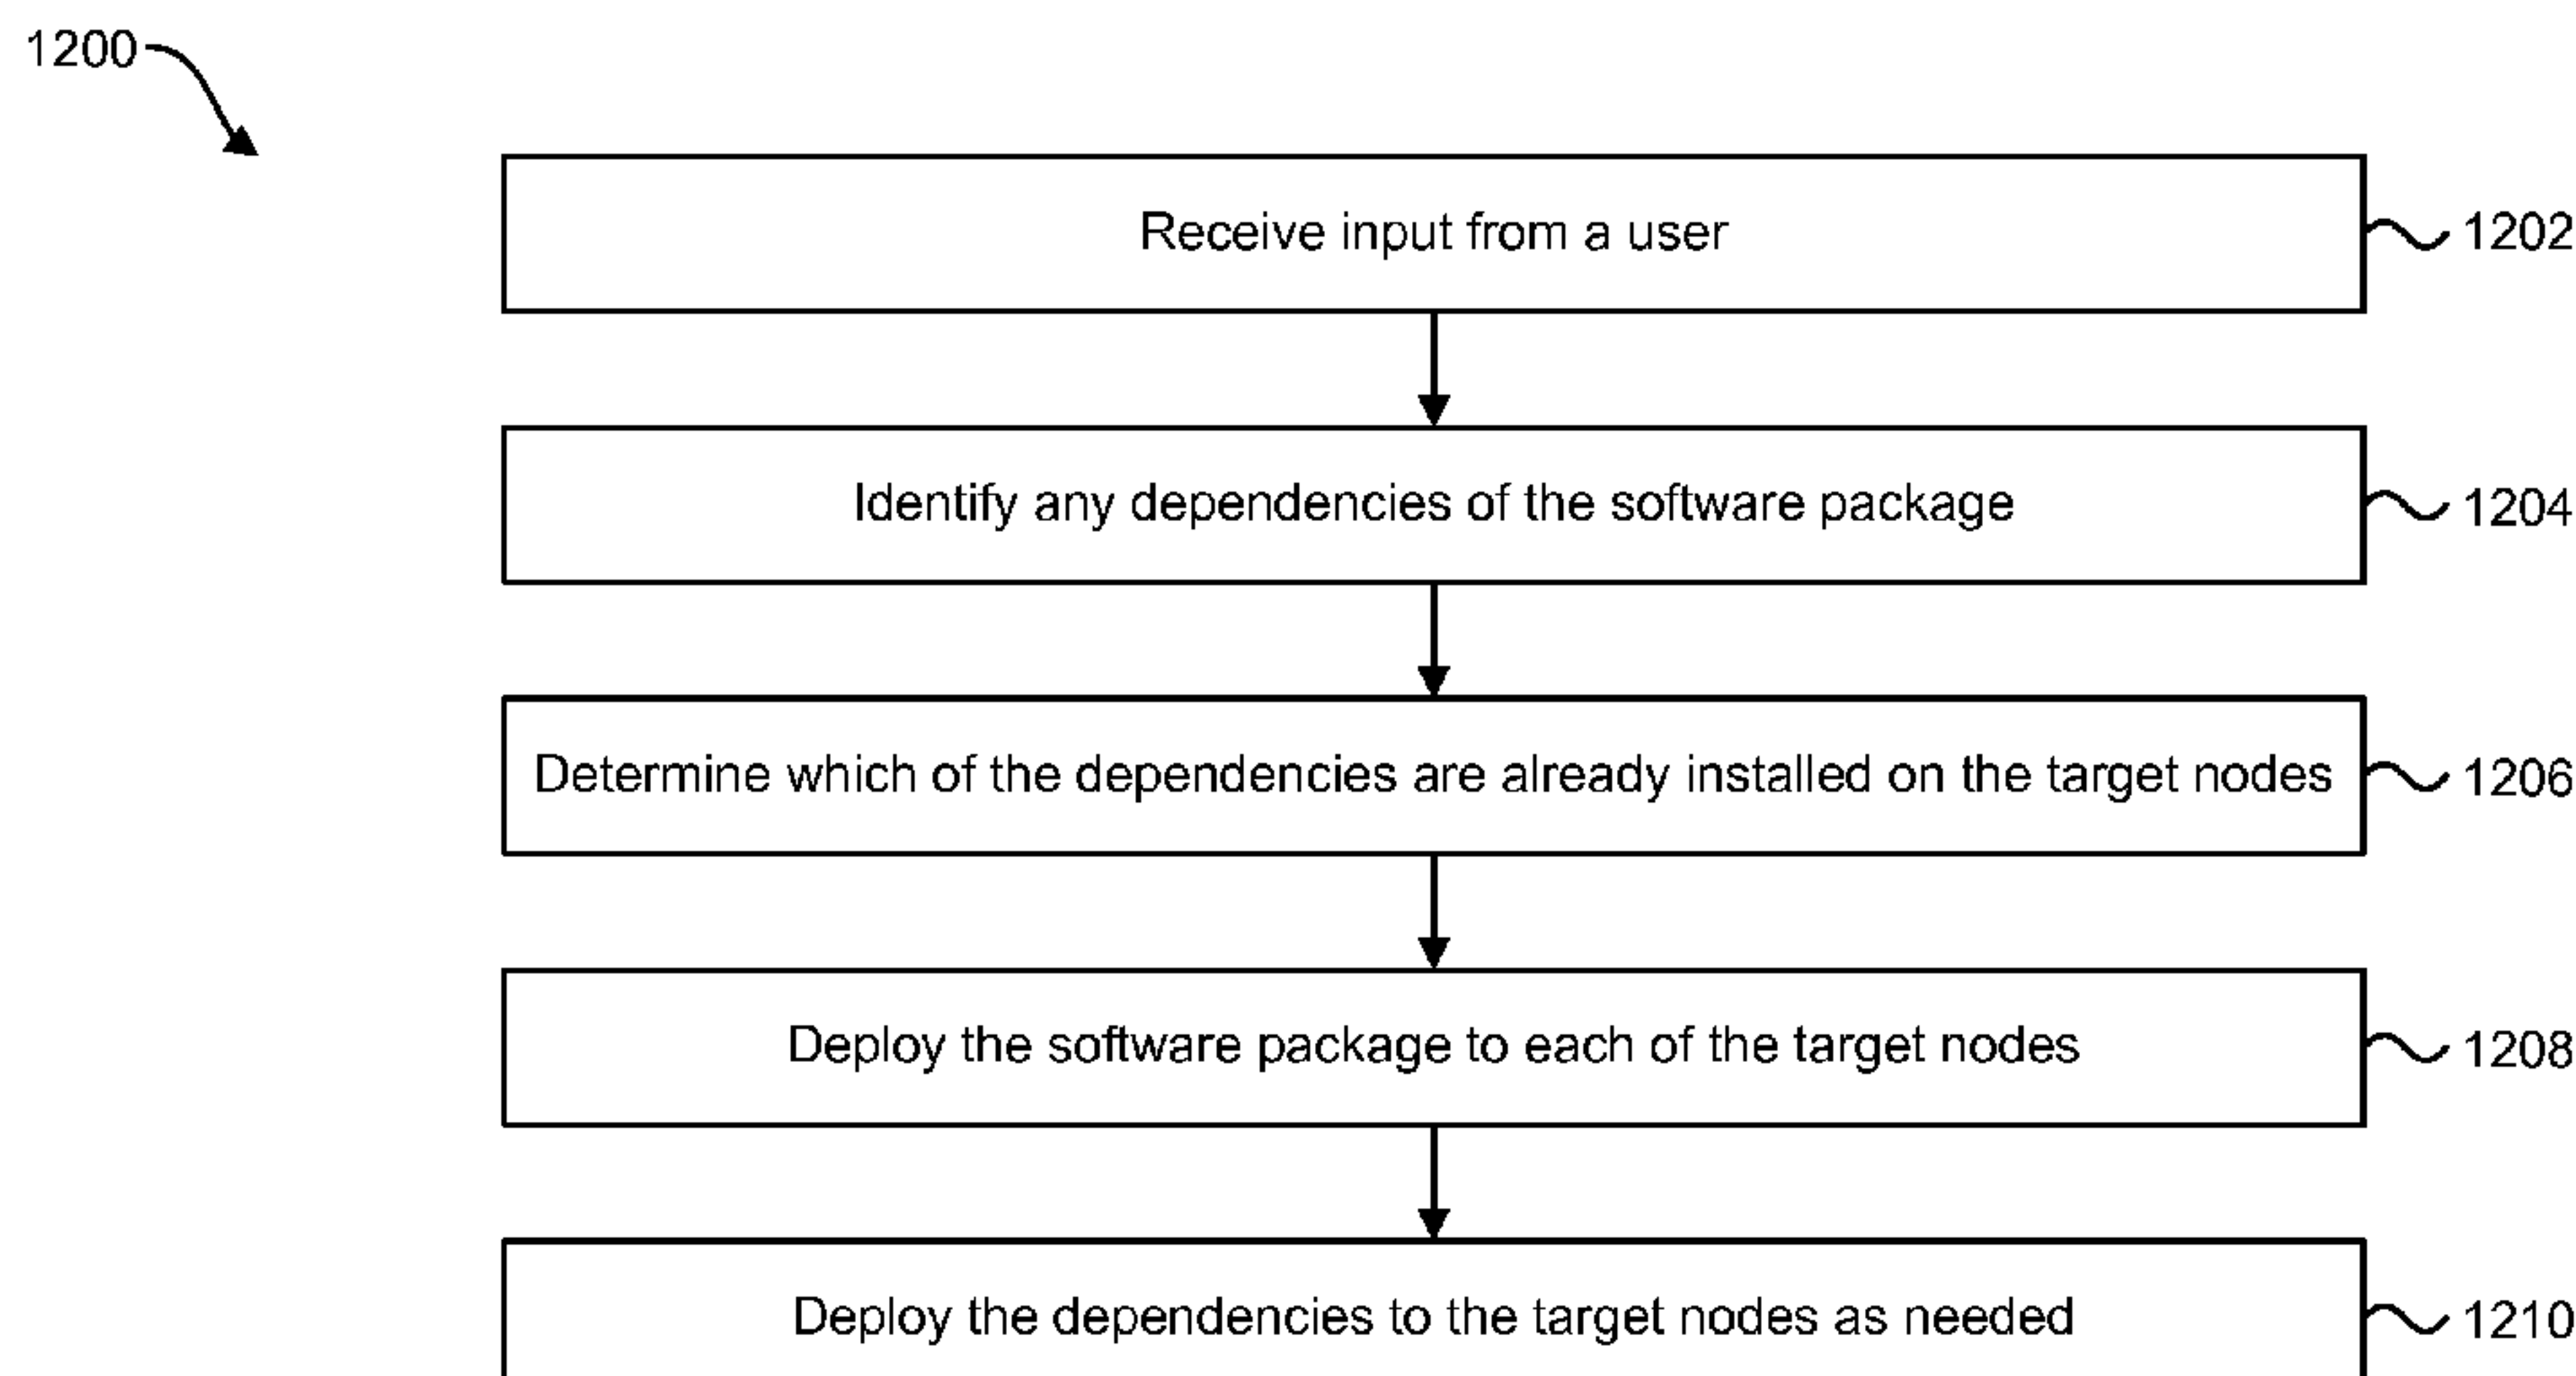 1200
Receive input from a user
1202
Identify any dependencies of the software package
1204
Determine which of the dependencies are already installed on the target nodes
1206
Deploy the software package to each of the target nodes
1208
Deploy the dependencies to the target nodes as needed
1210